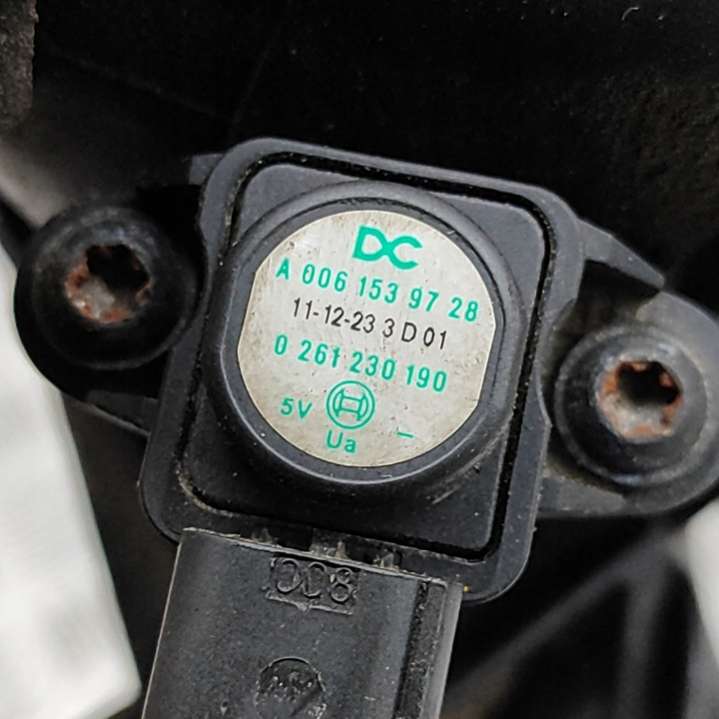 DC
A 006 153 97 28
11-12-23 3 D 01
0 261 230 190
5V -
Ua
008